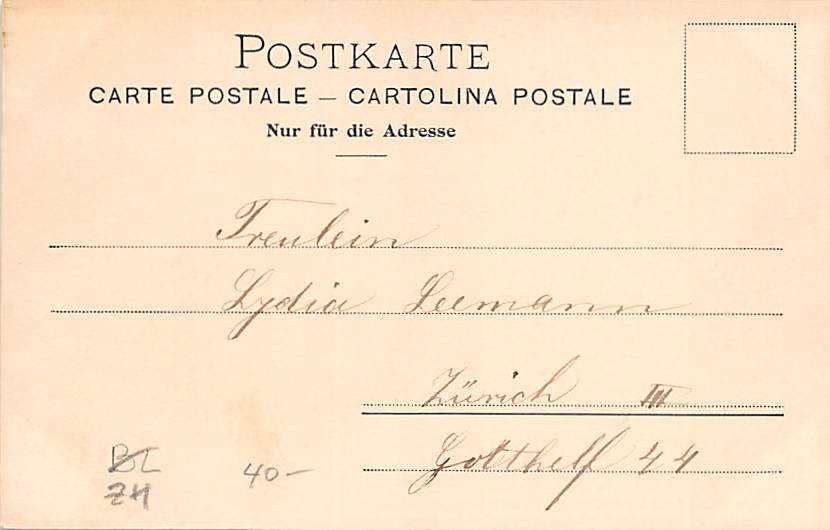 POSTKARTE
CARTE POSTALE — CARTOLINA POSTALE
Nur für die Adresse
Freulein
Lydia Leemann
Zürich III
Gotthelf 44
BL
ZH
40–